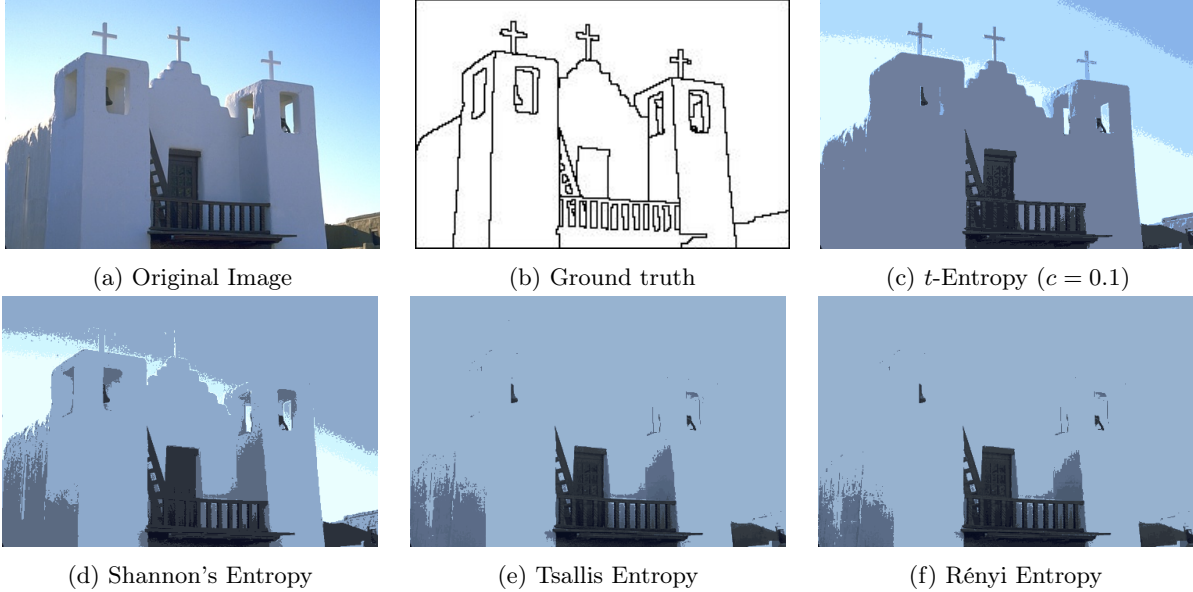 (a) Original Image
(b) Ground truth
(c) t-Entropy (c = 0.1)
(d) Shannon's Entropy
(e) Tsallis Entropy
(f) Rényi Entropy